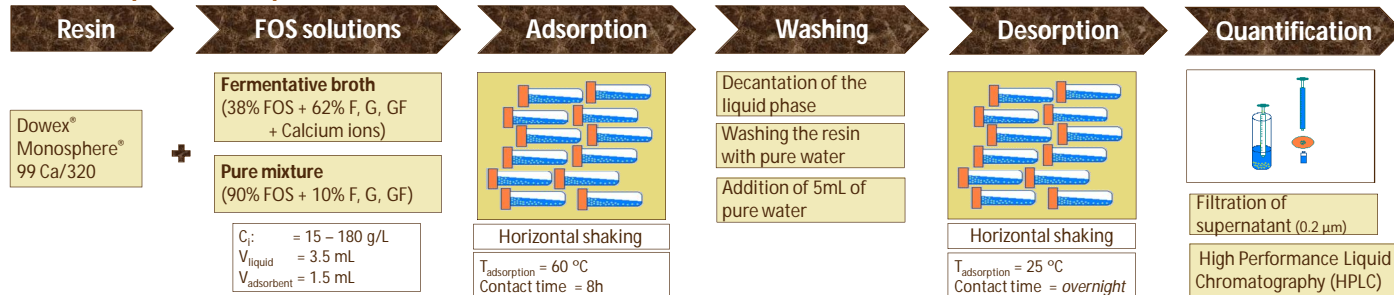 Resin
FOS solutions
Adsorption
Washing
Desorption
Quantification
Dowex®
Monosphere®
99 Ca/320
+
Fermentative broth
(38% FOS + 62% F, G, GF
+ Calcium ions)
Pure mixture
(90% FOS + 10% F, G, GF)
Ci: = 15 – 180 g/L
Vliquid = 3.5 mL
Vadsorbent = 1.5 mL
Horizontal shaking
Tadsorption = 60 ºC
Contact time = 8h
Decantation of the
liquid phase
Washing the resin
with pure water
Addition of 5mL of
pure water
Horizontal shaking
Tadsorption = 25 ºC
Contact time = overnight
Filtration of
supernatant (0.2 µm)
High Performance Liquid
Chromatography (HPLC)